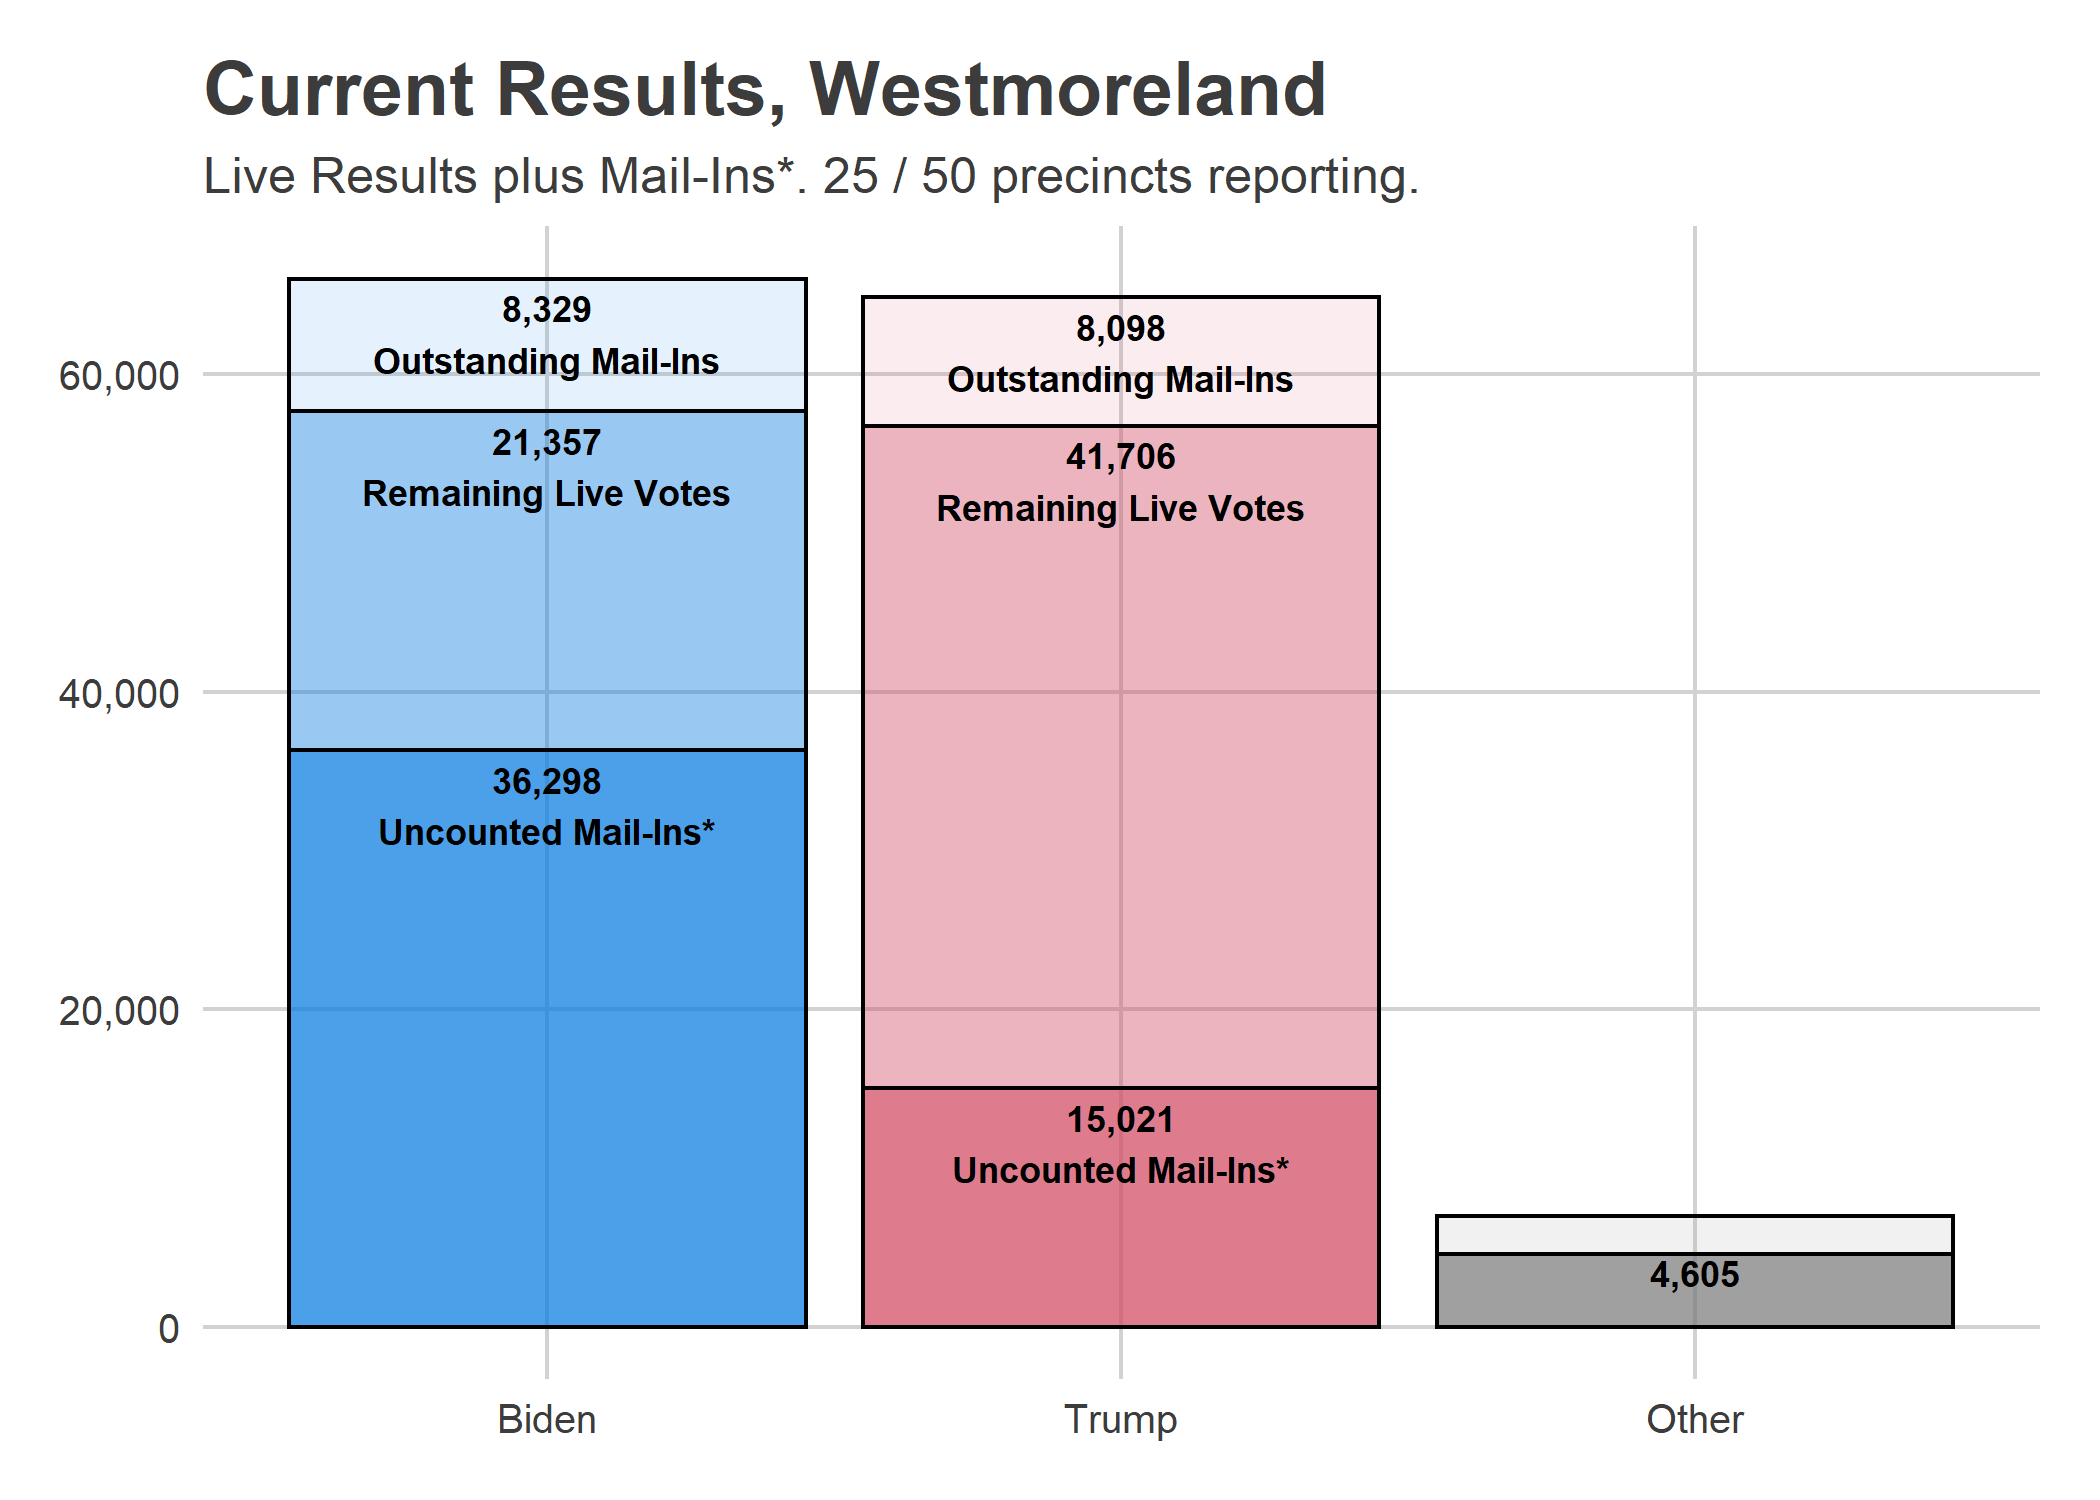 Current Results, Westmoreland
Live Results plus Mail-Ins*. 25 / 50 precincts reporting.
8,329
Outstanding Mail-Ins
21,357
Remaining Live Votes
36,298
Uncounted Mail-Ins*
8,098
Outstanding Mail-Ins
41,706
Remaining Live Votes
15,021
Uncounted Mail-Ins*
4,605
60,000
40,000
20,000
0
Biden
Trump
Other